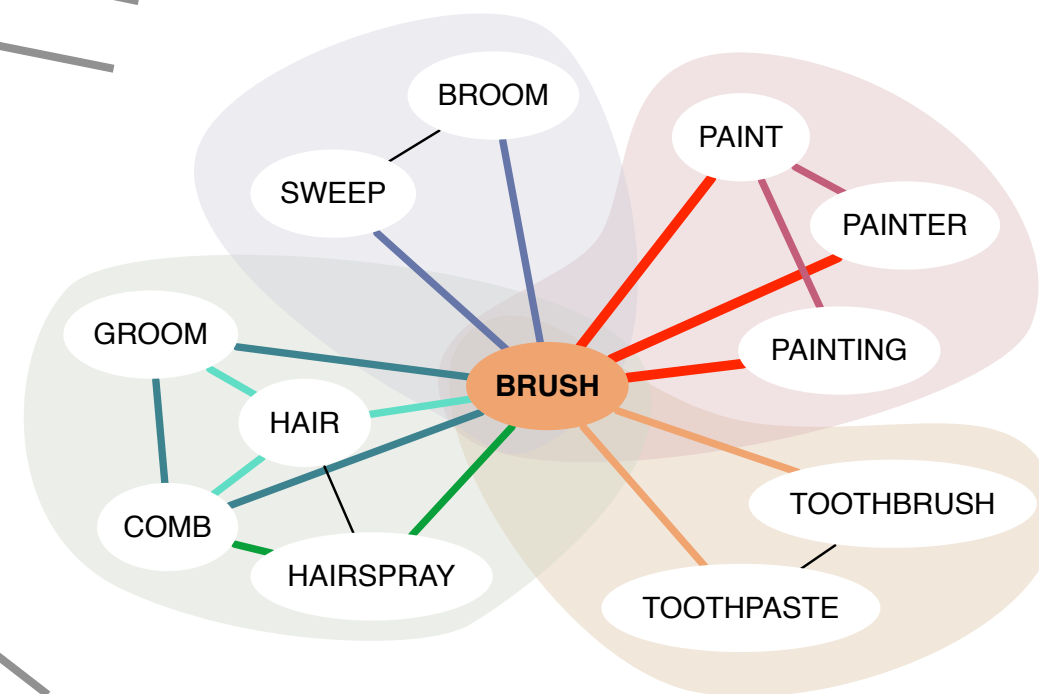 BROOM
PAINT
SWEEP
PAINTER
GROOM
PAINTING
BRUSH
HAIR
TOOTHBRUSH
COMB
HAIRSPRAY
TOOTHPASTE